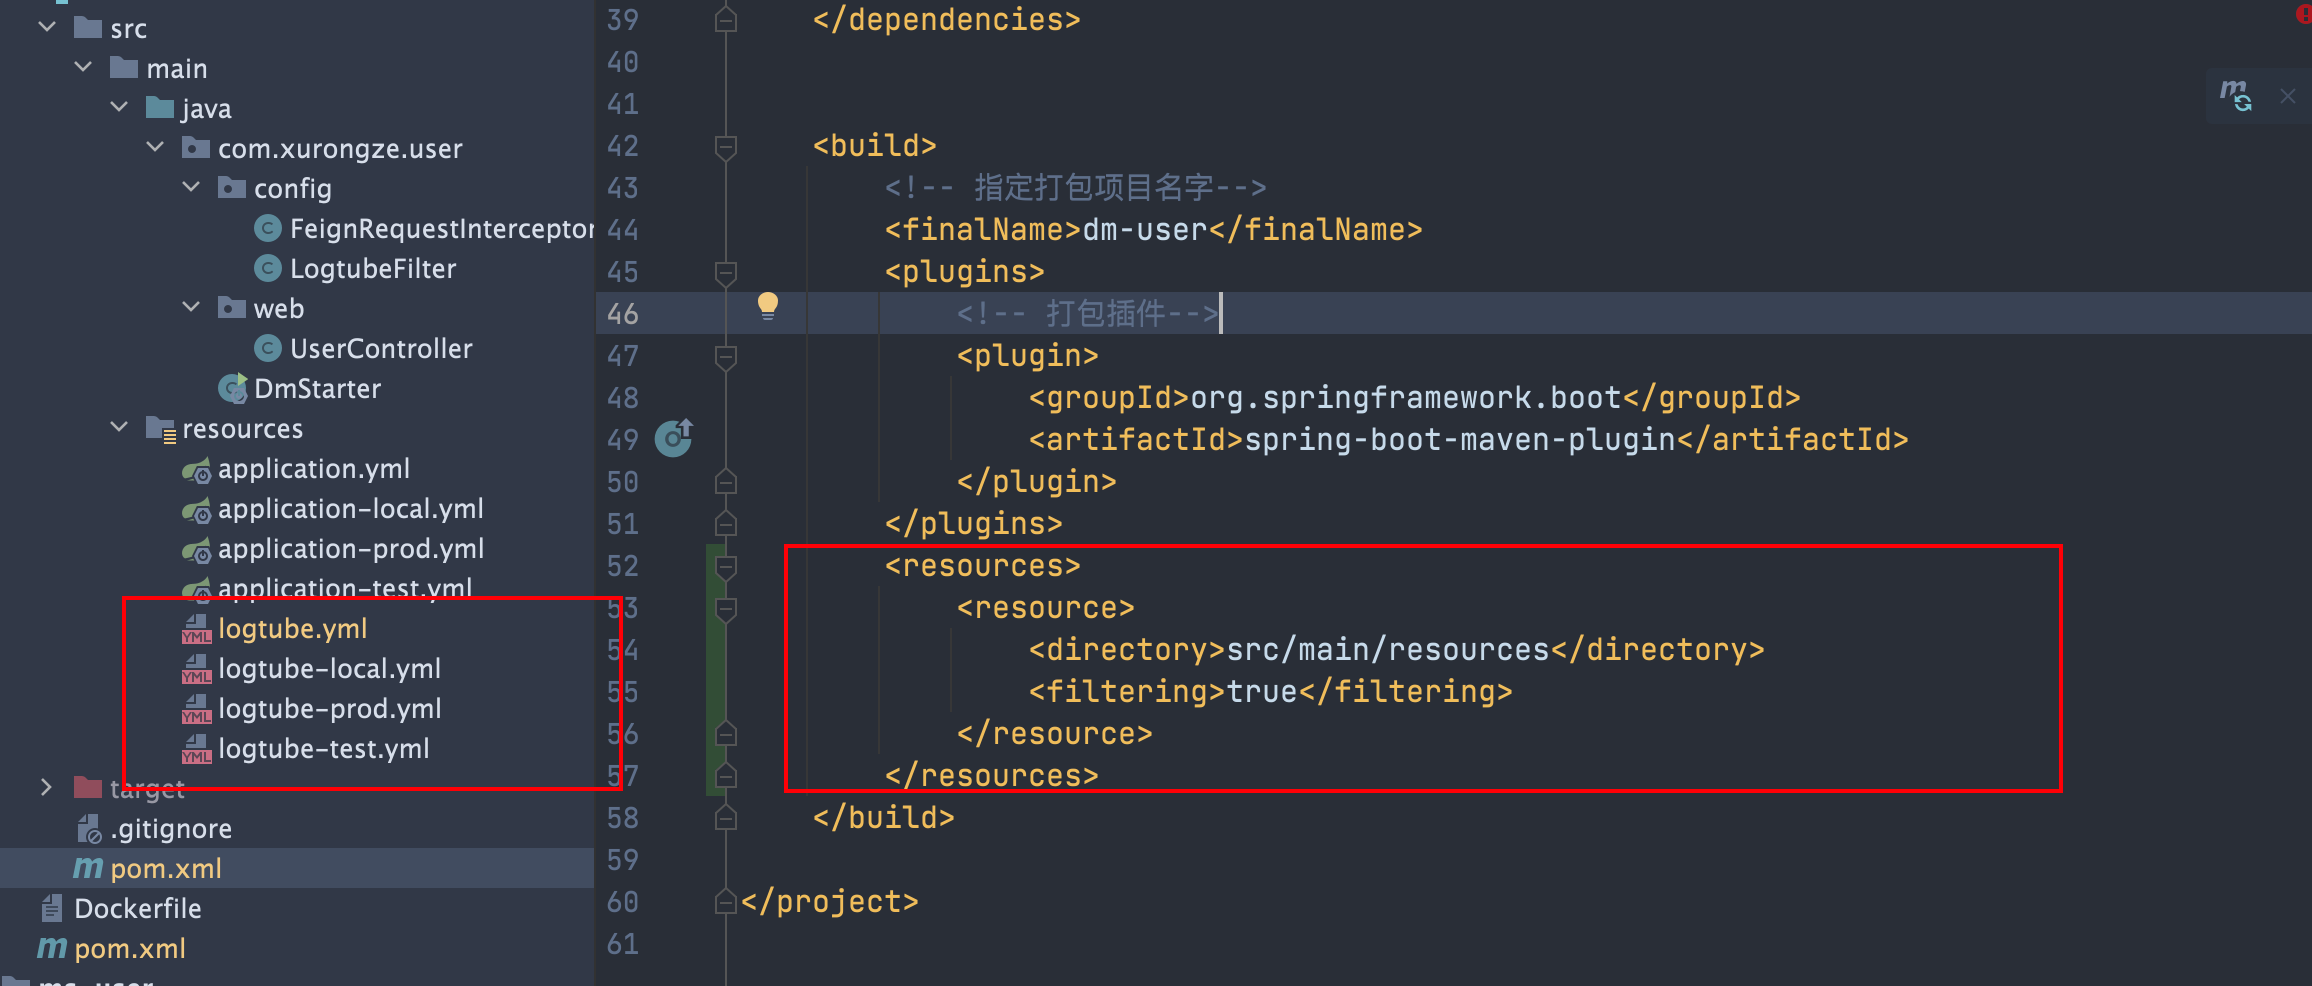 src
main
java
com.xurongze.user
config
FeignRequestInterceptor
LogtubeFilter
web
UserController
DmStarter
resources
application.yml
application-local.yml
application-prod.yml
application-test.yml
logtube.yml
logtube-local.yml
logtube-prod.yml
logtube-test.yml
target
.gitignore
pom.xml
Dockerfile
pom.xml
39 </dependencies>
40
41
42 <build>
43 <!-- 指定打包项目名字-->
44 <finalName>dm-user</finalName>
45 <plugins>
46 <!-- 打包插件-->
47 <plugin>
48 <groupId>org.springframework.boot</groupId>
49 <artifactId>spring-boot-maven-plugin</artifactId>
50 </plugin>
51 </plugins>
52 <resources>
53 <resource>
54 <directory>src/main/resources</directory>
55 <filtering>true</filtering>
56 </resource>
57 </resources>
58 </build>
59
60 </project>
61